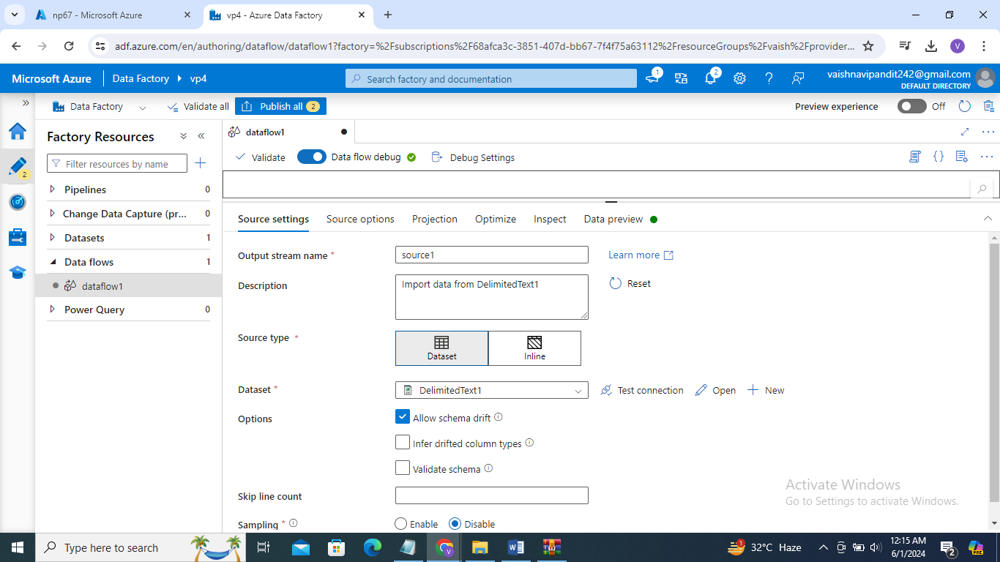 np67 - Microsoft Azure
vp4 - Azure Data Factory
adf.azure.com/en/authoring/dataflow/dataflow1?factory=%2Fsubscriptions%2F68afca3c-3851-407d-bb67-7f4f75a63112%2FresourceGroups%2Fvaish%2Fprovider...
V
Microsoft Azure
Data Factory
vp4
Search factory and documentation
1
2
vaishnavipandit242@gmail.com
DEFAULT DIRECTORY
Data Factory
Validate all
Publish all 2
Preview experience
Off
Factory Resources
dataflow1
Filter resources by name
Validate
Data flow debug
Debug Settings
2
Pipelines 0
Change Data Capture (pr... 0
Datasets 1
Data flows 1
dataflow1
Power Query 0
Source settings
Source options
Projection
Optimize
Inspect
Data preview
Output stream name *
source1
Learn more
Description
Import data from DelimitedText1
Reset
Source type *
Dataset
Inline
Dataset *
DelimitedText1
Test connection
Open
New
Options
Allow schema drift
Infer drifted column types
Validate schema
Skip line count
Sampling *
Enable
Disable
Activate Windows
Go to Settings to activate Windows.
Type here to search
V
W
1
32°C Haze
12:15 AM
6/1/2024
2
PRE